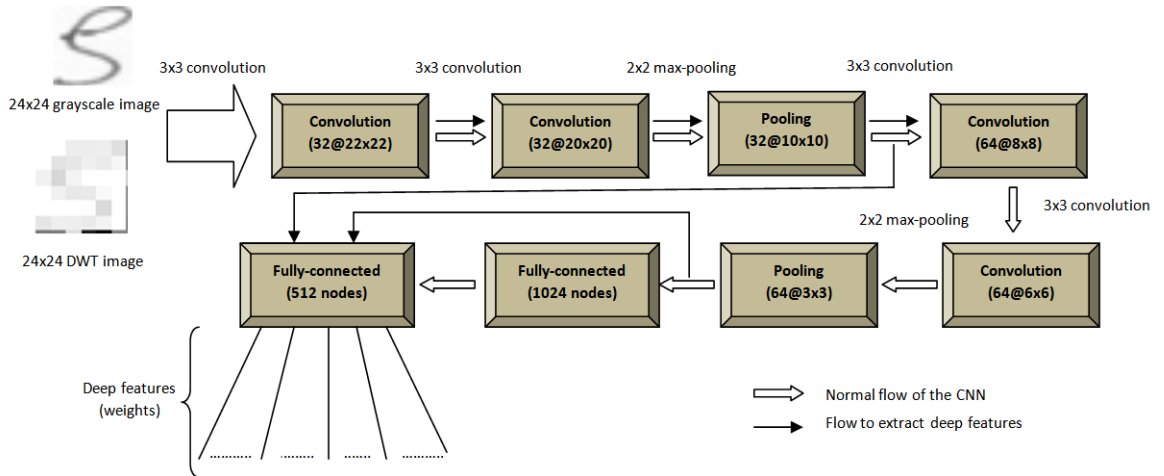 3x3 convolution
3x3 convolution
2x2 max-pooling
3x3 convolution
24x24 grayscale image
Convolution
(32@22x22)
Convolution
(32@20x20)
Pooling
(32@10x10)
Convolution
(64@8x8)
2x2 max-pooling
3x3 convolution
24x24 DWT image
Fully-connected
(512 nodes)
Fully-connected
(1024 nodes)
Pooling
(64@3x3)
Convolution
(64@6x6)
Deep features
(weights)
........... ......... ....... ...........
Normal flow of the CNN
Flow to extract deep features